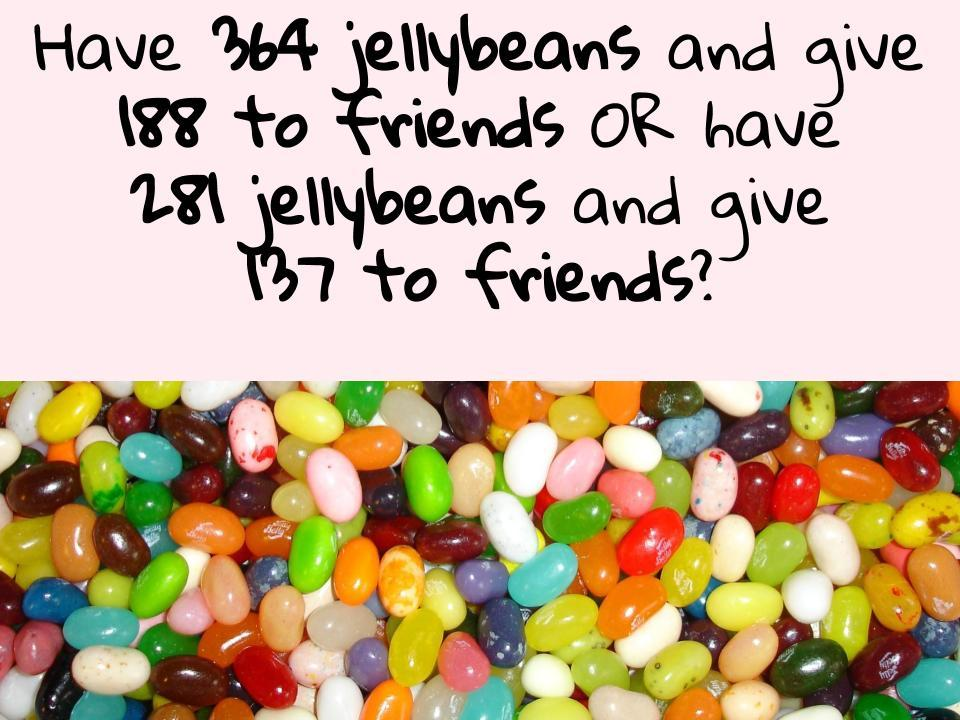 Have 364 jellybeans and give
188 to friends OR have
281 jellybeans and give
137 to friends?